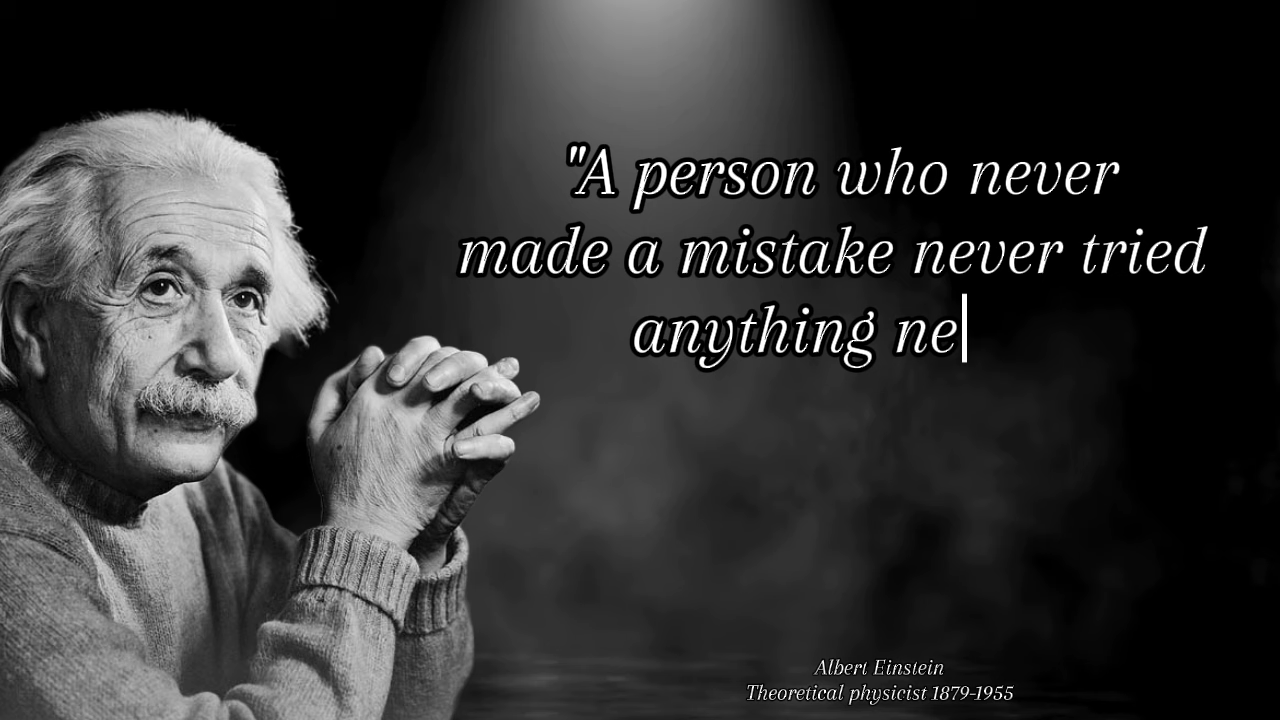 "A person who never
made a mistake never tried
anything ne
Albert Einstein
Theoretical physicist 1879-1955